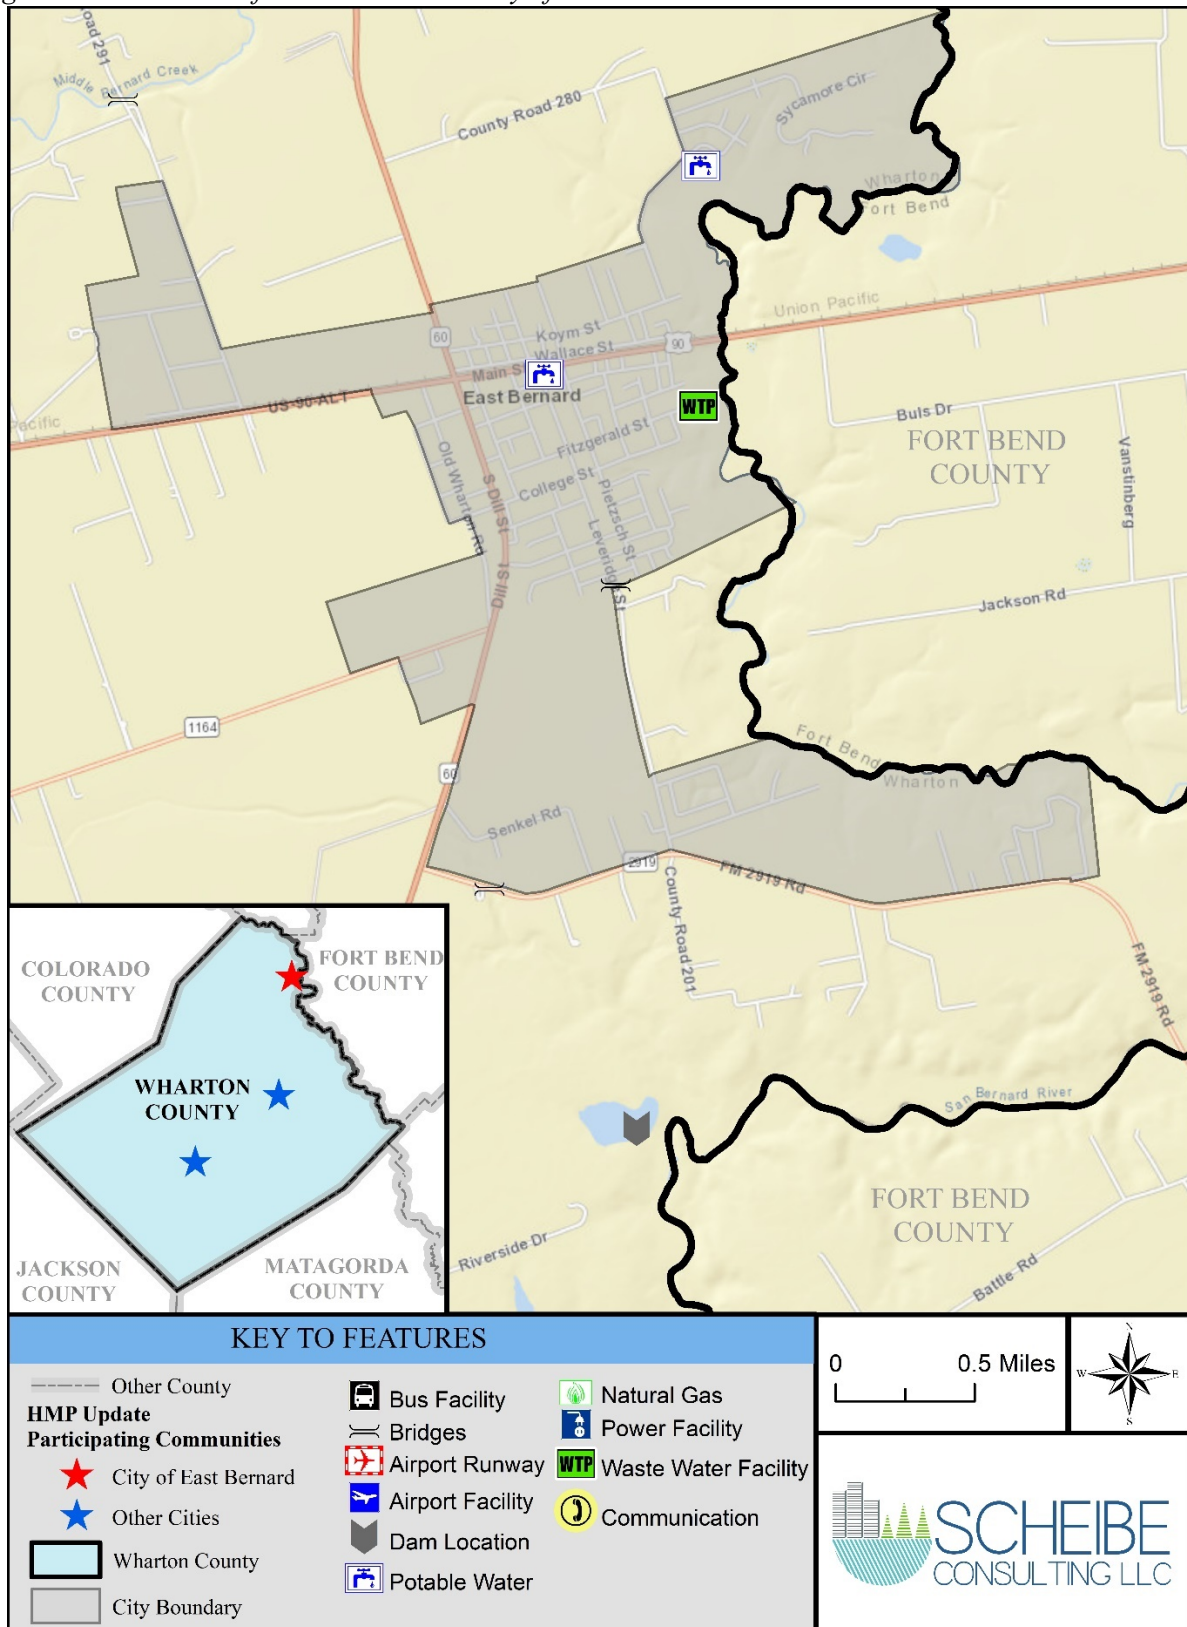 Road 291
Middle Bernard Creek
County Road 280
Sycamore Cir
Wharton
Fort Bend
Union Pacific
60
Koym St
Wallace St
90
Main St
East Bernard
US-90-ALT
Pacific
WTP
Buls Dr
FORT BEND
COUNTY
Vanstinberg
Fitzgerald St
Old Wharton Rd
S Dill St
College St
Pietzsch St
Leveridge St
Dill St
Jackson Rd
1164
60
Fort Bend
Wharton
Senkel Rd
2919
FM 2919 Rd
County Road 201
FM 2919 Rd
San Bernard River
FORT BEND
COUNTY
Riverside Dr
Battle Rd
COLORADO
COUNTY
FORT BEND
COUNTY
WHARTON
COUNTY
JACKSON
COUNTY
MATAGORDA
COUNTY
KEY TO FEATURES
Other County
HMP Update
Participating Communities
City of East Bernard
Other Cities
Wharton County
City Boundary
Bus Facility
Bridges
Airport Runway
Airport Facility
Dam Location
Potable Water
Natural Gas
Power Facility
WTP Waste Water Facility
Communication
0 0.5 Miles
N
W E
S
SCHEIBE
CONSULTING LLC